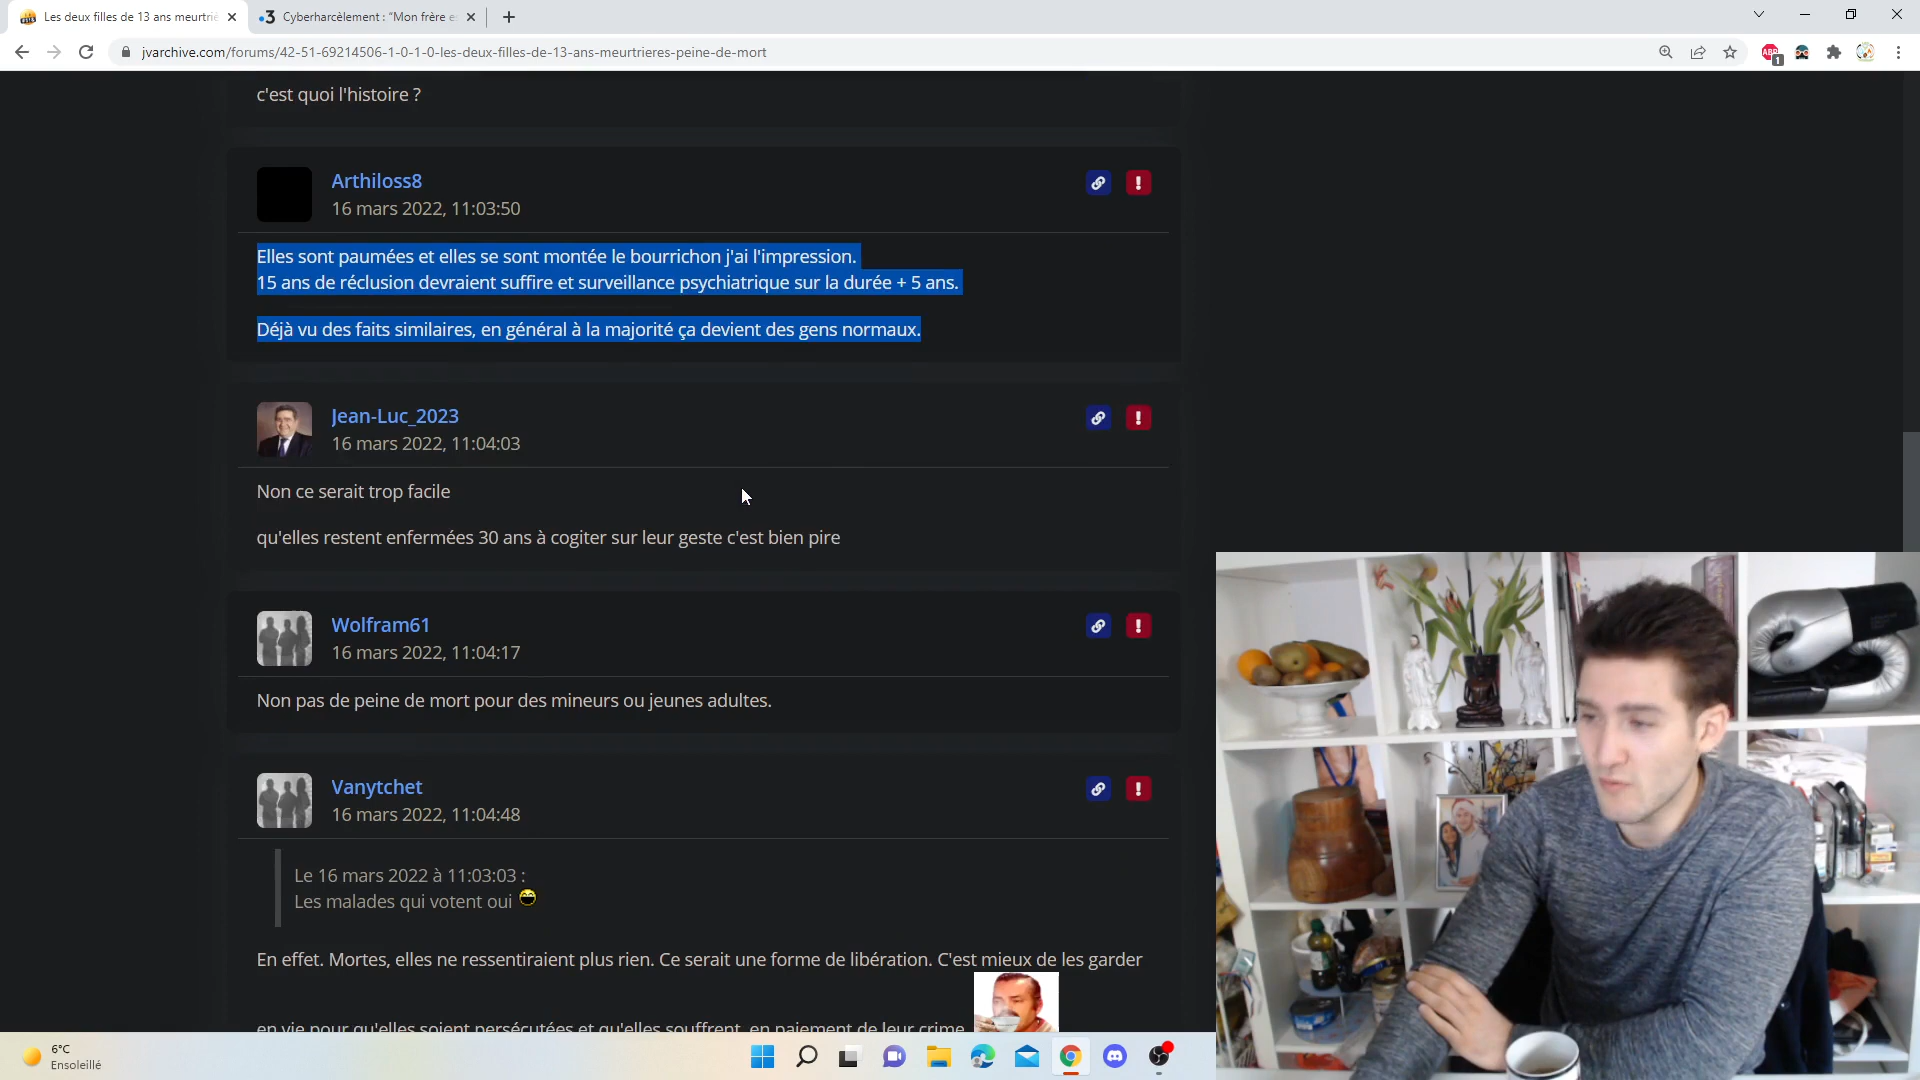 Les deux filles de 13 ans meurtriè
Cyberharcèlement : "Mon frère e
jvarchive.com/forums/42-51-69214506-1-0-1-0-les-deux-filles-de-13-ans-meurtrieres-peine-de-mort
ABP
1
c'est quoi l'histoire ?
Arthiloss8
16 mars 2022, 11:03:50
Elles sont paumées et elles se sont montée le bourrichon j'ai l'impression.
15 ans de réclusion devraient suffire et surveillance psychiatrique sur la durée + 5 ans.
Déjà vu des faits similaires, en général à la majorité ça devient des gens normaux.
Jean-Luc_2023
16 mars 2022, 11:04:03
Non ce serait trop facile
qu'elles restent enfermées 30 ans à cogiter sur leur geste c'est bien pire
Wolfram61
16 mars 2022, 11:04:17
Non pas de peine de mort pour des mineurs ou jeunes adultes.
Vanytchet
16 mars 2022, 11:04:48
Le 16 mars 2022 à 11:03:03 :
Les malades qui votent oui
En effet. Mortes, elles ne ressentiraient plus rien. Ce serait une forme de libération. C'est mieux de les garder
en vie pour qu'elles soient persécutées et qu'elles souffrent, en paiement de leur crime.
6°C
Ensoleillé